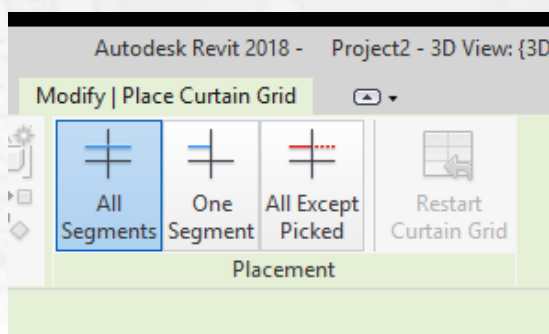 Autodesk Revit 2018 - Project2 - 3D View: {3D
Modify | Place Curtain Grid
All Segments
One Segment
All Except Picked
Restart Curtain Grid
Placement